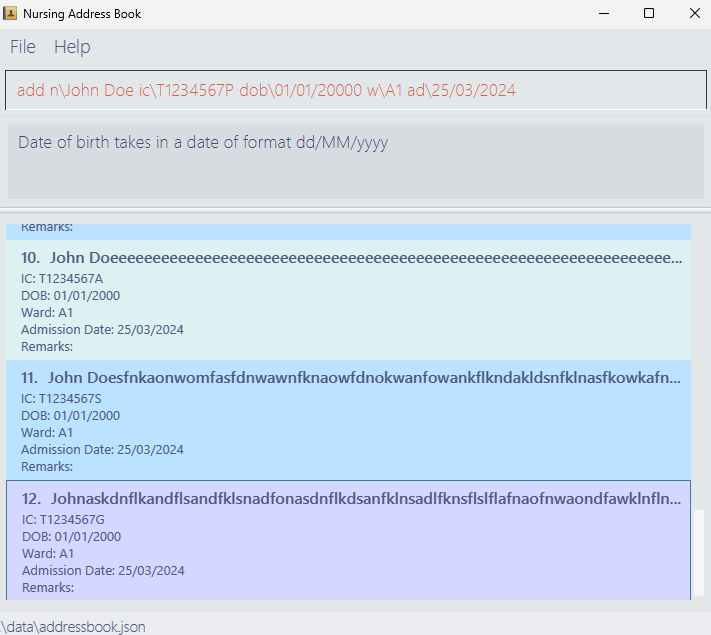 Nursing Address Book
File Help
add n\John Doe ic\T1234567P dob\01/01/20000 w\A1 ad\25/03/2024
Date of birth takes in a date of format dd/MM/yyyy
Remarks:
10. John Doeeeeeeeeeeeeeeeeeeeeeeeeeeeeeeeeeeeeeeeeeeeeeeeeeeeeeeeeeeeeeeeee...
IC: T1234567A
DOB: 01/01/2000
Ward: A1
Admission Date: 25/03/2024
Remarks:
11. John Doesfnkaonwomfasfdnwawnfknaowfdnokwanfowankflkndakldsnfklnasfkowkafn...
IC: T1234567S
DOB: 01/01/2000
Ward: A1
Admission Date: 25/03/2024
Remarks:
12. Johnaskdnflkandflsandfklsnadfonasdnflkdsanfklnsadlfknsflslflafnaofnwaondfawklnfln...
IC: T1234567G
DOB: 01/01/2000
Ward: A1
Admission Date: 25/03/2024
Remarks:
.\data\addressbook.json